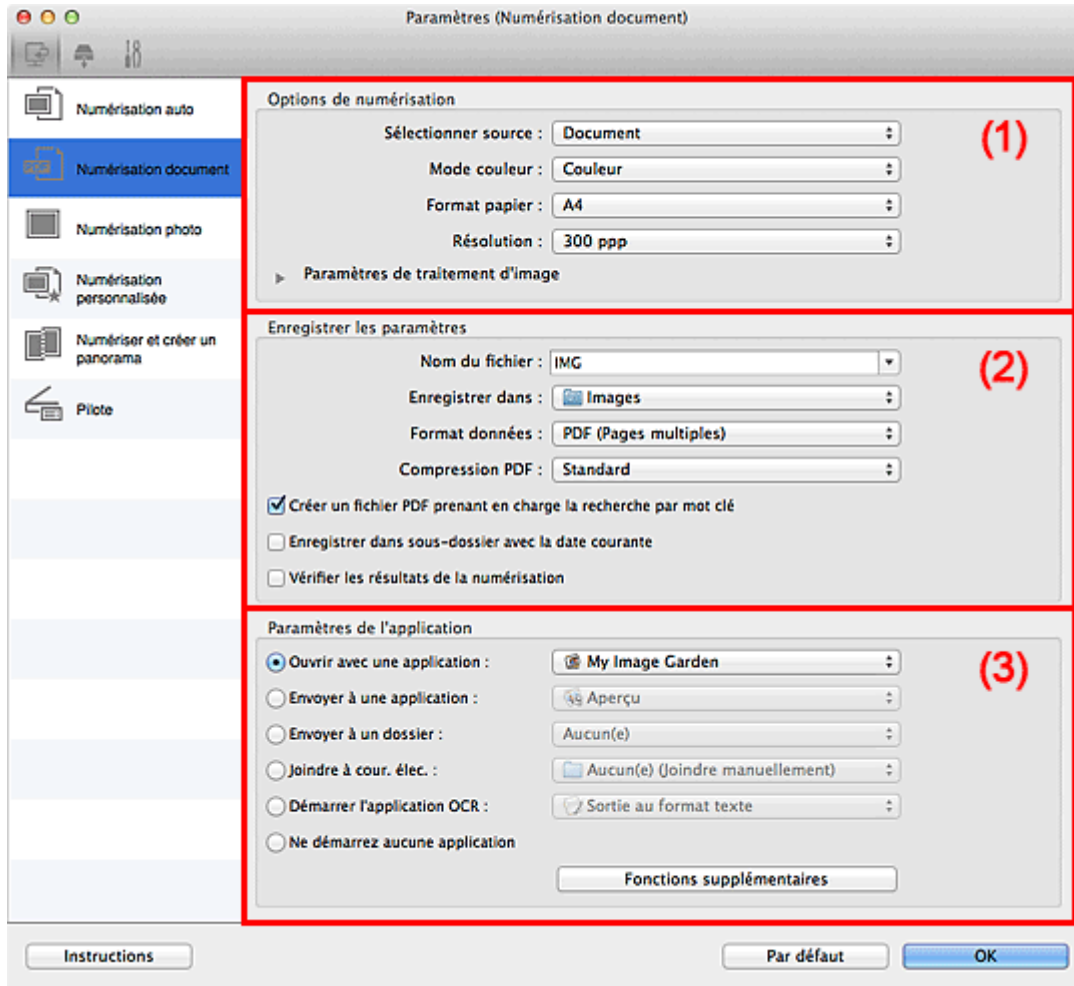 Paramètres (Numérisation document)
Numérisation auto
Numérisation document
Numérisation photo
Numérisation
personnalisée
Numériser et créer un
panorama
Pilote
Options de numérisation
(1)
Sélectionner source : Document
Mode couleur : Couleur
Format papier : A4
Résolution : 300 ppp
Paramètres de traitement d'image
Enregistrer les paramètres
(2)
Nom du fichier : IMG
Enregistrer dans : Images
Format données : PDF (Pages multiples)
Compression PDF : Standard
Créer un fichier PDF prenant en charge la recherche par mot clé
Enregistrer dans sous-dossier avec la date courante
Vérifier les résultats de la numérisation
Paramètres de l'application
(3)
Ouvrir avec une application : My Image Garden
Envoyer à une application : Aperçu
Envoyer à un dossier : Aucun(e)
Joindre à cour. élec. : Aucun(e) (Joindre manuellement)
Démarrer l'application OCR : Sortie au format texte
Ne démarrez aucune application
Fonctions supplémentaires
Instructions
Par défaut
OK